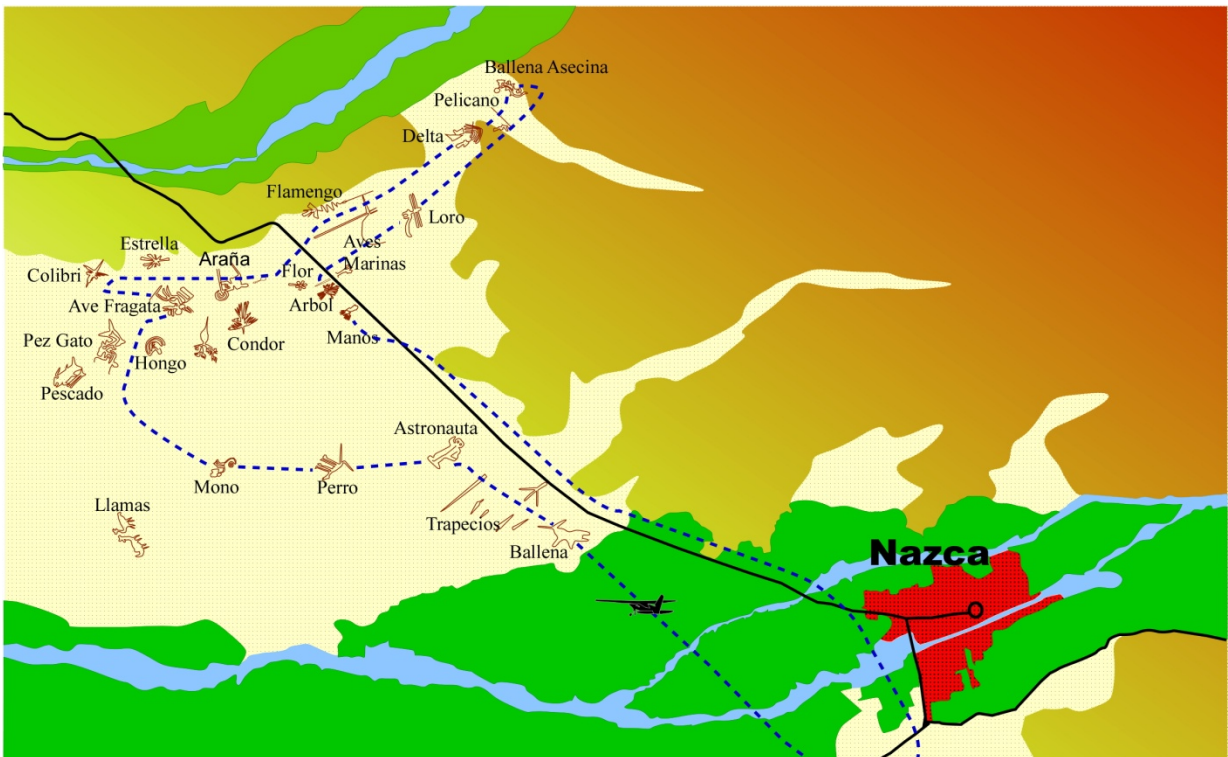 Ballena Asecina
Pelicano
Delta
Flamengo
Loro
Aves
Marinas
Estrella
Araña
Colibri
Flor
Ave Fragata
Arbol
Manos
Pez Gato
Hongo
Condor
Pescado
Astronauta
Mono
Perro
Llamas
Trapecios
Ballena
Nazca